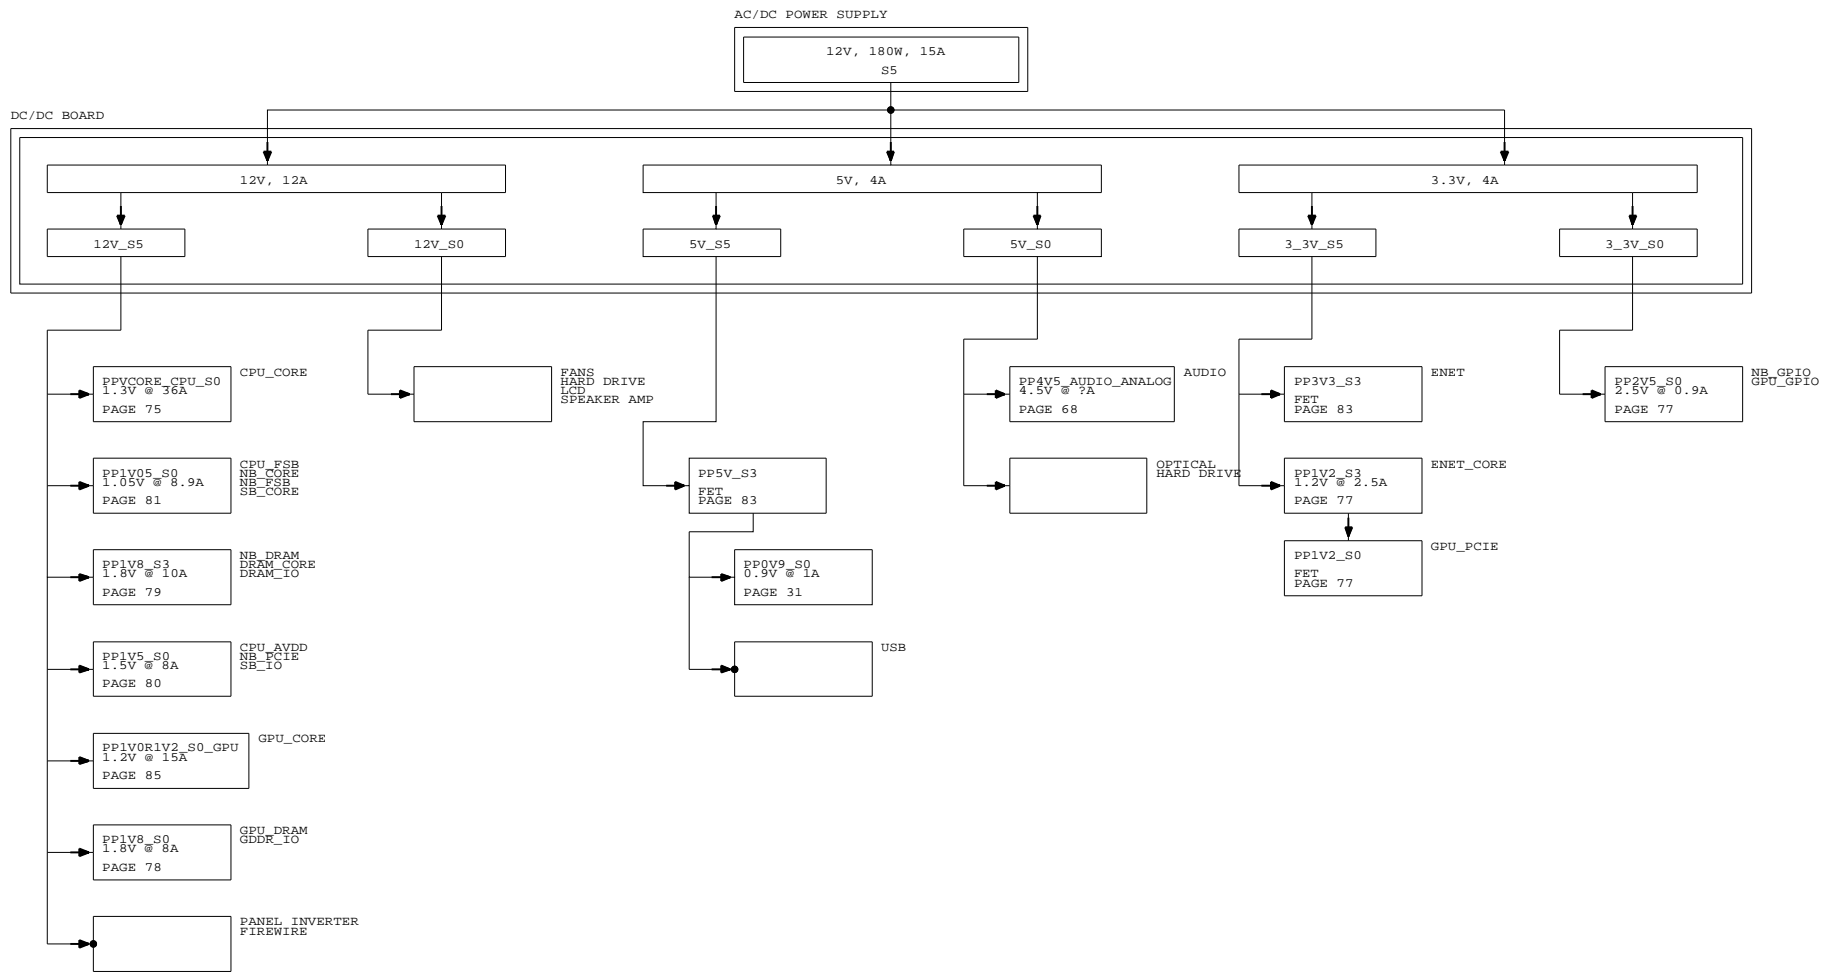 AC/DC POWER SUPPLY
12V, 180W, 15A
S5
DC/DC BOARD
12V, 12A
5V, 4A
3.3V, 4A
12V_S5
12V_S0
5V_S5
5V_S0
3_3V_S5
3_3V_S0
PPVCORE_CPU_S0
1.3V @ 36A
PAGE 75
CPU_CORE
FANS
HARD DRIVE
LCD
SPEAKER AMP
PP4V5_AUDIO_ANALOG
4.5V @ ?A
PAGE 68
AUDIO
PP3V3_S3
FET
PAGE 83
ENET
PP2V5_S0
2.5V @ 0.9A
PAGE 77
NB_GPIO
GPU_GPIO
PP1V05_S0
1.05V @ 8.9A
PAGE 81
CPU_FSB
NB_CORE
NB_FSB
SB_CORE
PP5V_S3
FET
PAGE 83
OPTICAL
HARD DRIVE
PP1V2_S3
1.2V @ 2.5A
PAGE 77
ENET_CORE
PP1V8_S3
1.8V @ 10A
PAGE 79
NB_DRAM
DRAM_CORE
DRAM_IO
PP0V9_S0
0.9V @ 1A
PAGE 31
PP1V2_S0
FET
PAGE 77
GPU_PCIE
PP1V5_S0
1.5V @ 8A
PAGE 80
CPU_AVDD
NB_PCIE
SB_IO
USB
PP1V0R1V2_S0_GPU
1.2V @ 15A
PAGE 85
GPU_CORE
PP1V8_S0
1.8V @ 8A
PAGE 78
GPU_DRAM
GDDR_IO
PANEL INVERTER
FIREWIRE